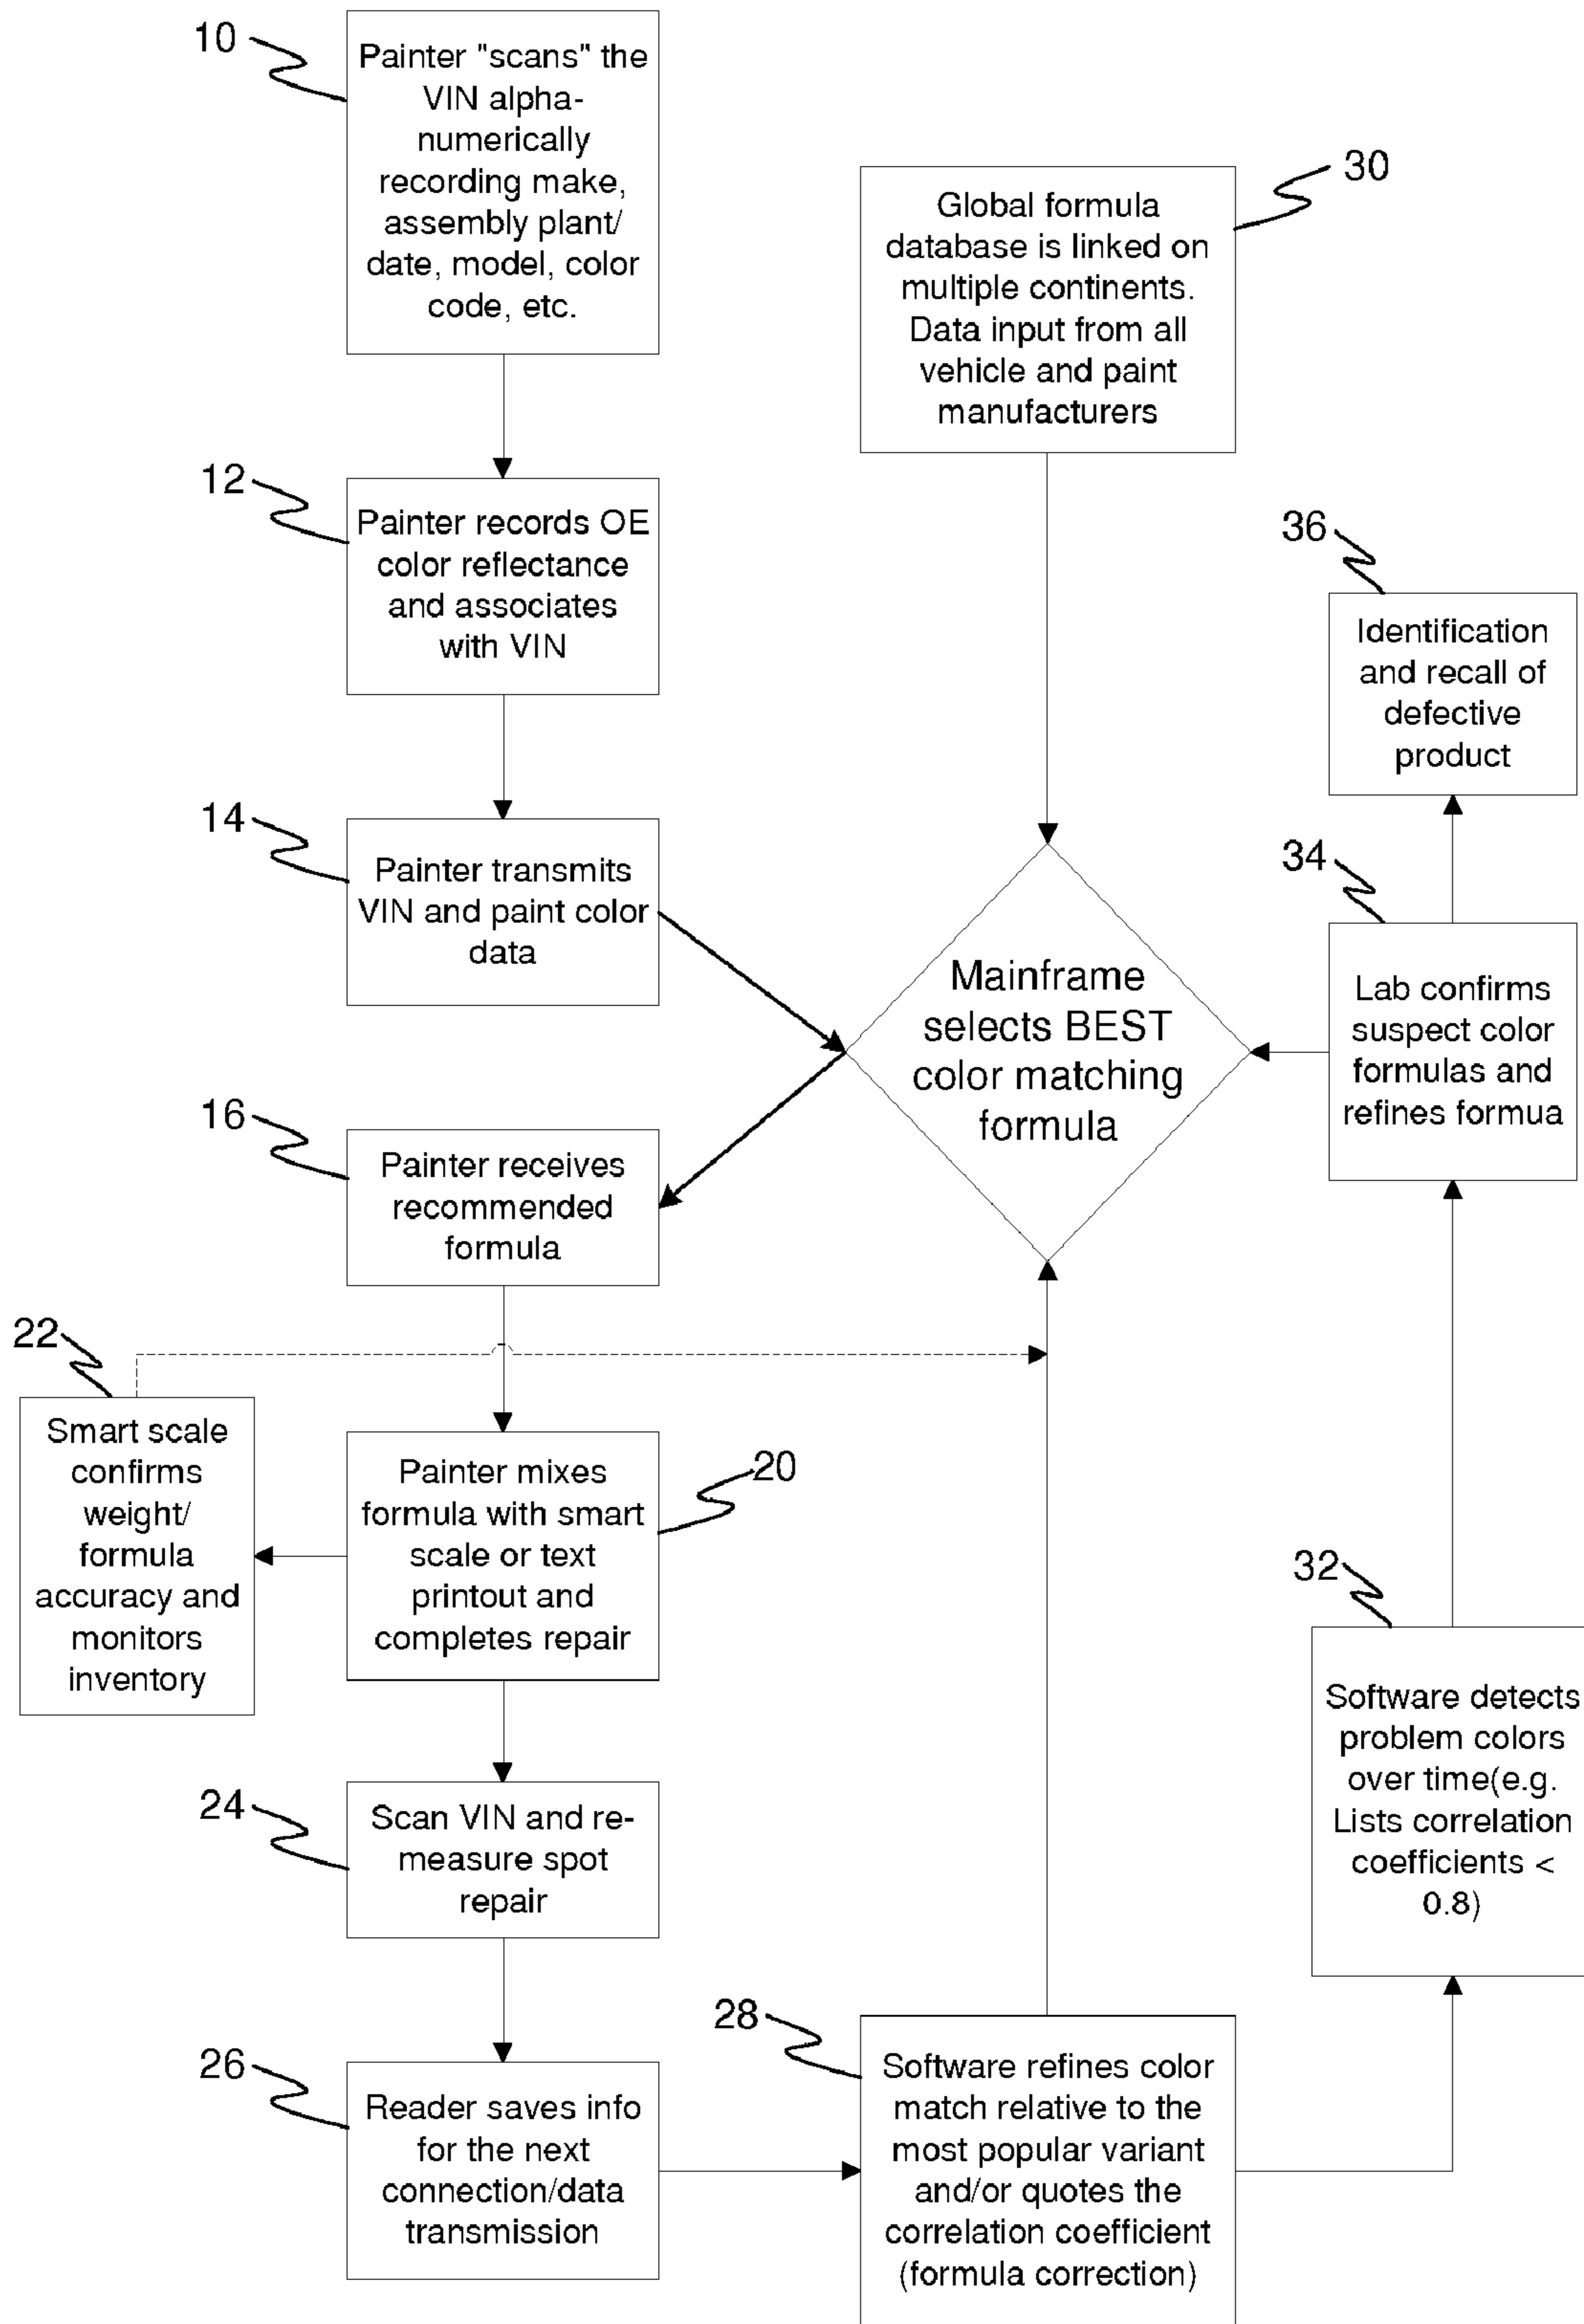 10
Painter "scans" the
VIN alpha-
numerically
recording make,
assembly plant/
date, model, color
code, etc.
30
Global formula
database is linked on
multiple continents.
Data input from all
vehicle and paint
manufacturers
12
Painter records OE
color reflectance
and associates
with VIN
36
Identification
and recall of
defective
product
14
Painter transmits
VIN and paint color
data
Mainframe
selects BEST
color matching
formula
34
Lab confirms
suspect color
formulas and
refines formua
16
Painter receives
recommended
formula
22
Smart scale
confirms
weight/
formula
accuracy and
monitors
inventory
20
Painter mixes
formula with smart
scale or text
printout and
completes repair
32
Software detects
problem colors
over time(e.g.
Lists correlation
coefficients <
0.8)
24
Scan VIN and re-
measure spot
repair
26
Reader saves info
for the next
connection/data
transmission
28
Software refines color
match relative to the
most popular variant
and/or quotes the
correlation coefficient
(formula correction)